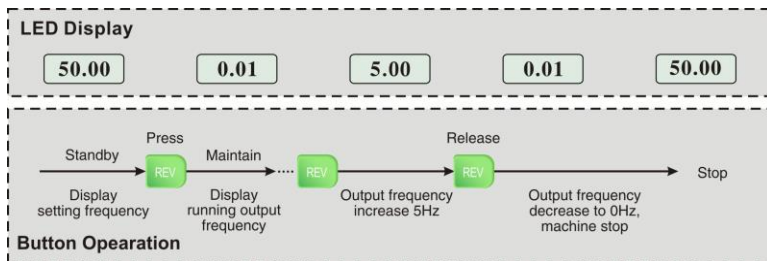 LED Display
50.00 0.01 5.00 0.01 50.00
Press Release
Standby REV Maintain REV REV Stop
Display
setting frequency
Display
running output
frequency
Output frequency
increase 5Hz
Output frequency
decrease to 0Hz,
machine stop
Button Opearation